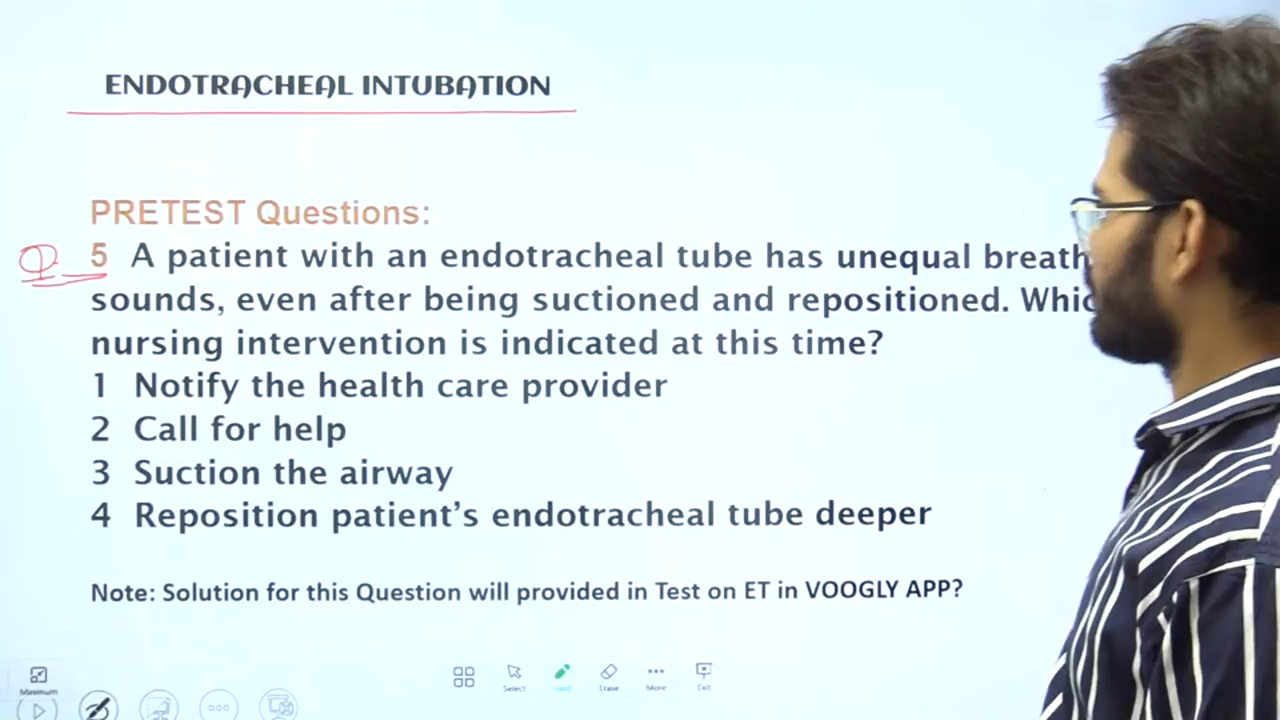 ENDOTRACHEAL INTUBATION
PRETEST Questions:
Q 5 A patient with an endotracheal tube has unequal breath
sounds, even after being suctioned and repositioned.
nursing intervention is indicated at this time?
1 Notify the health care provider
2 Call for help
3 Suction the airway
4 Reposition patient's endotracheal tube deeper
Note: Solution for this Question will provided in Test on ET in VOOGLY APP?
Minimum
Select
Erase
More
Exit